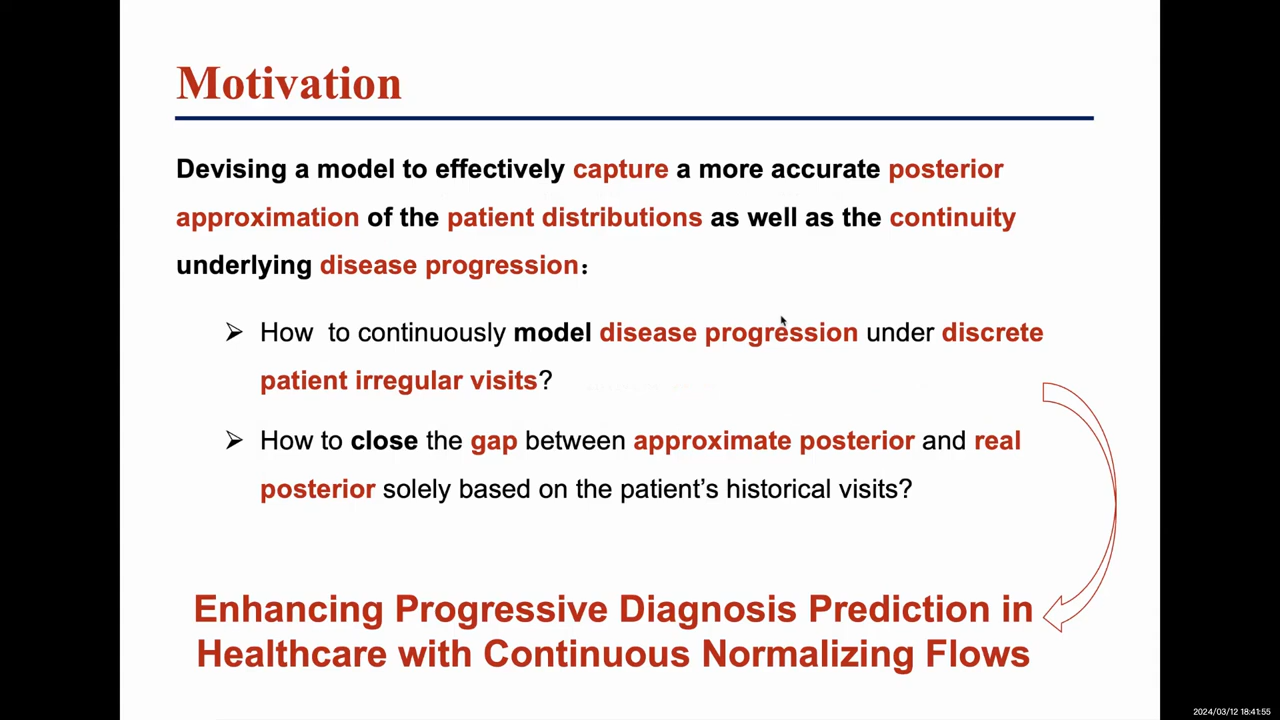 Motivation
Devising a model to effectively capture a more accurate posterior
approximation of the patient distributions as well as the continuity
underlying disease progression：
➢ How  to continuously model disease progression under discrete
patient irregular visits?
➢ How to close the gap between approximate posterior and real
posterior solely based on the patient’s historical visits?
Enhancing Progressive Diagnosis Prediction in
Healthcare with Continuous Normalizing Flows
2024/03/12 18:41:55